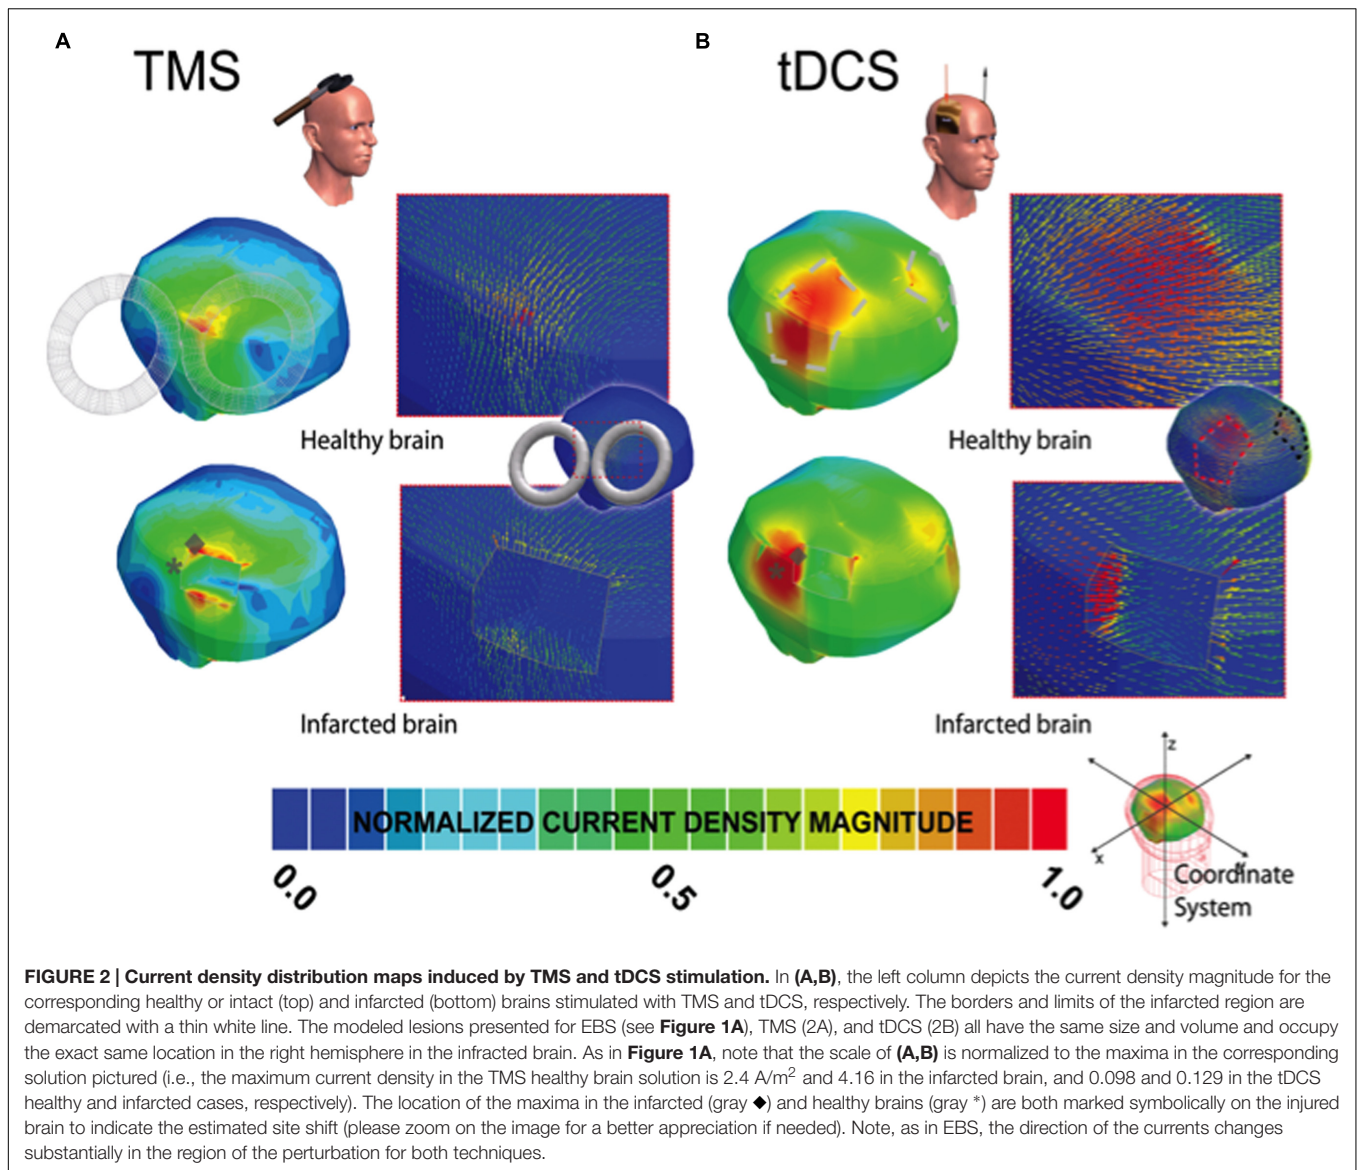 A
TMS
B
tDCS
Healthy brain
Healthy brain
*
*
Infarcted brain
Infarcted brain
NORMALIZED CURRENT DENSITY MAGNITUDE
0.0
0.5
1.0
z
x
Coordinate
System
FIGURE 2 | Current density distribution maps induced by TMS and tDCS stimulation. In (A,B), the left column depicts the current density magnitude for the
corresponding healthy or intact (top) and infarcted (bottom) brains stimulated with TMS and tDCS, respectively. The borders and limits of the infarcted region are
demarcated with a thin white line. The modeled lesions presented for EBS (see Figure 1A), TMS (2A), and tDCS (2B) all have the same size and volume and occupy
the exact same location in the right hemisphere in the infracted brain. As in Figure 1A, note that the scale of (A,B) is normalized to the maxima in the corresponding
solution pictured (i.e., the maximum current density in the TMS healthy brain solution is 2.4 A/m² and 4.16 in the infarcted brain, and 0.098 and 0.129 in the tDCS
healthy and infarcted cases, respectively). The location of the maxima in the infarcted (gray ◆) and healthy brains (gray *) are both marked symbolically on the injured
brain to indicate the estimated site shift (please zoom on the image for a better appreciation if needed). Note, as in EBS, the direction of the currents changes
substantially in the region of the perturbation for both techniques.